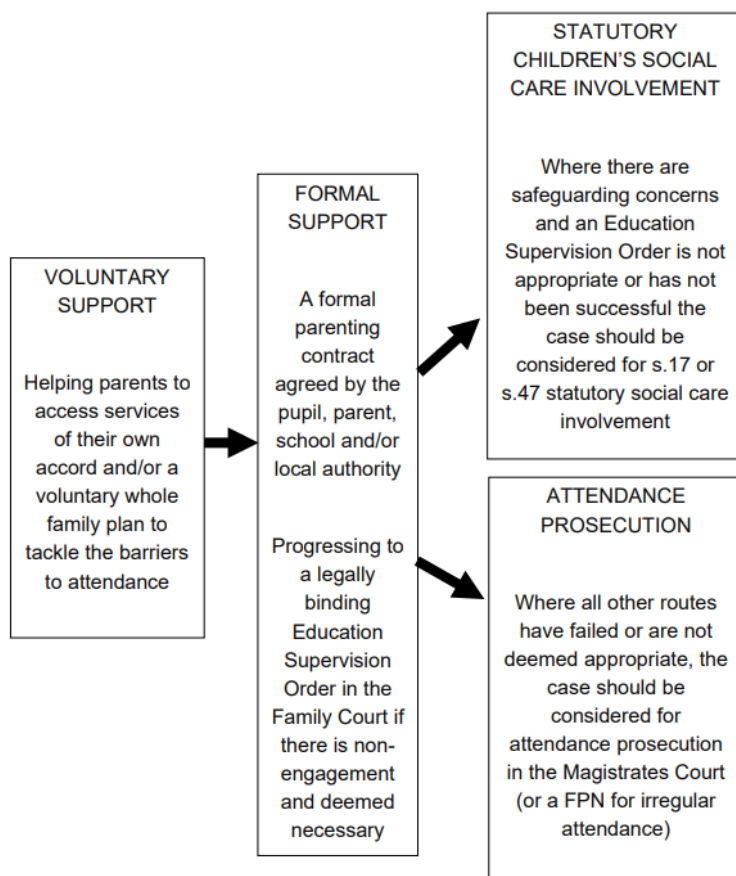 VOLUNTARY
SUPPORT
Helping parents to
access services
of their own
accord and/or a
voluntary whole
family plan to
tackle the barriers
to attendance
FORMAL
SUPPORT
A formal
parenting
contract
agreed by the
pupil, parent,
school and/or
local authority
Progressing to
a legally
binding
Education
Supervision
Order in the
Family Court if
there is non-
engagement
and deemed
necessary
STATUTORY
CHILDREN’S SOCIAL
CARE INVOLVEMENT
Where there are
safeguarding concerns
and an Education
Supervision Order is not
appropriate or has not
been successful the
case should be
considered for s.17 or
s.47 statutory social care
involvement
ATTENDANCE
PROSECUTION
Where all other routes
have failed or are not
deemed appropriate, the
case should be
considered for
attendance prosecution
in the Magistrates Court
(or a FPN for irregular
attendance)